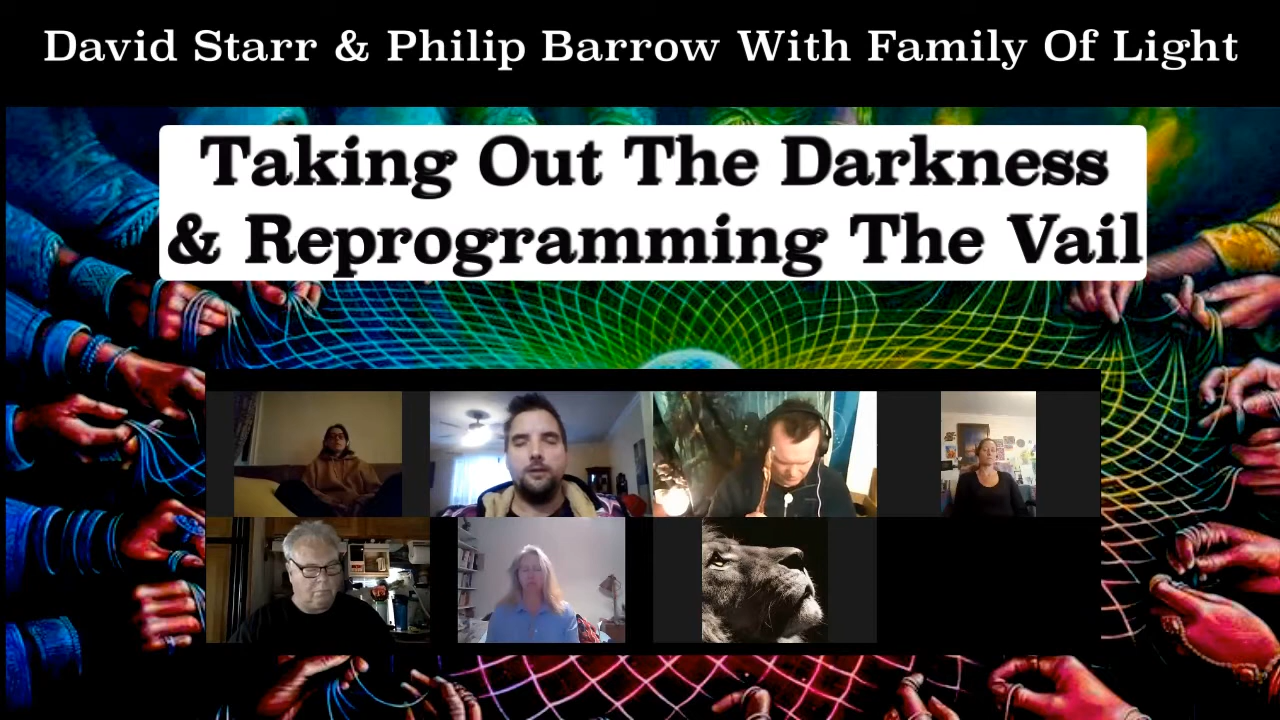 David Starr & Philip Barrow With Family Of Light
Taking Out The Darkness
& Reprogramming The Vail